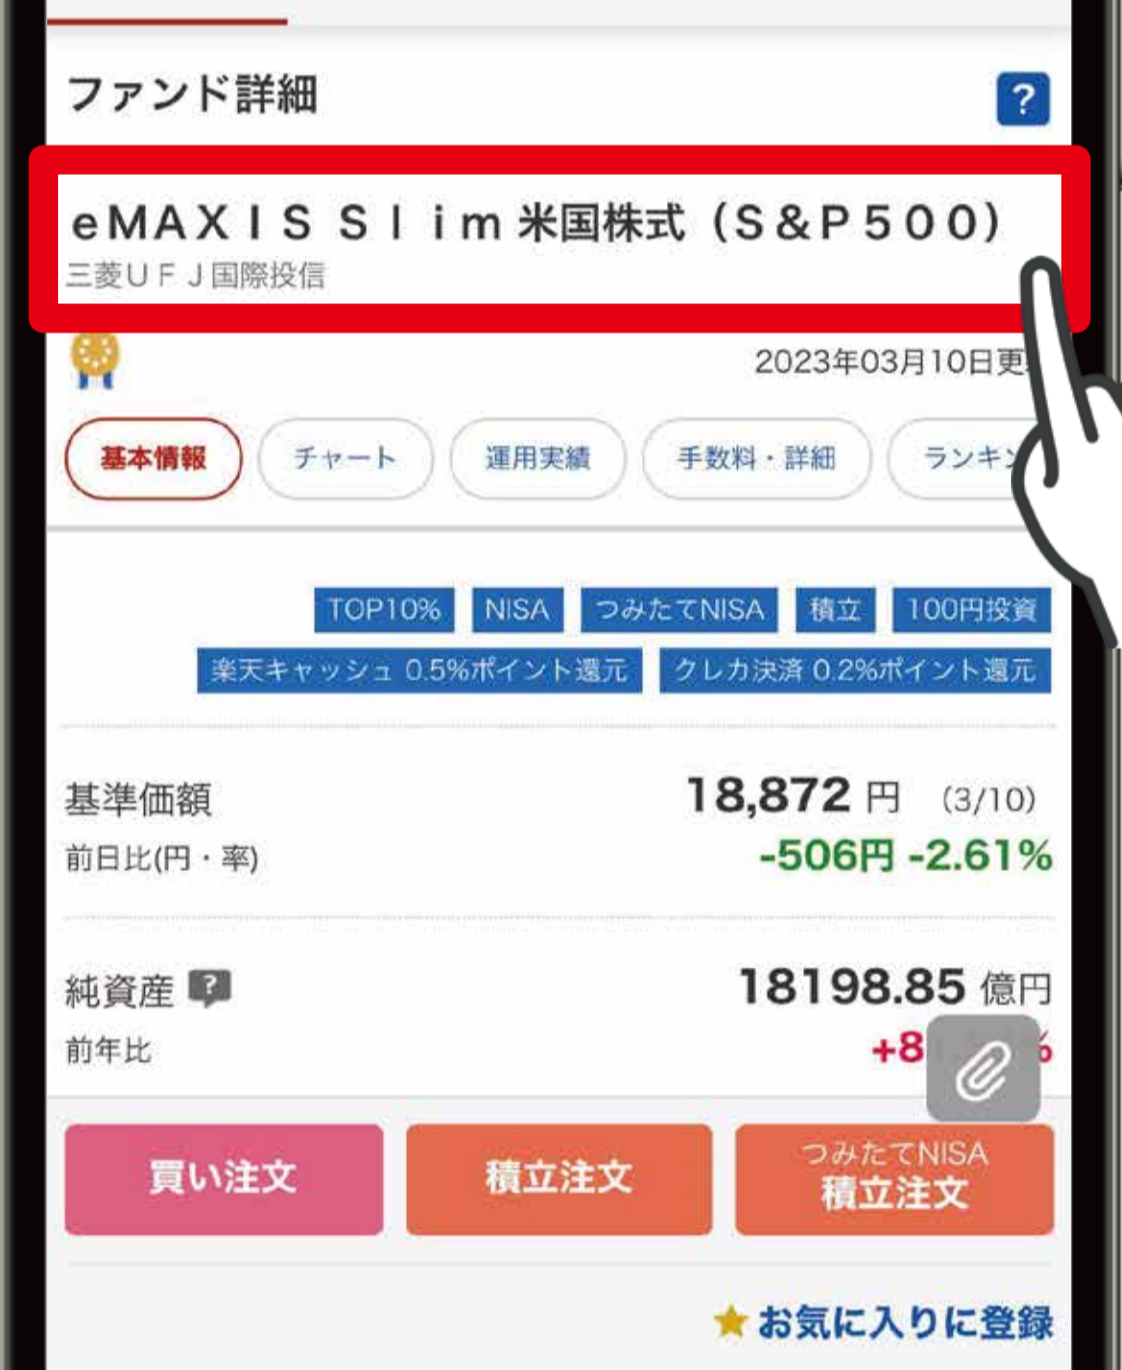 ファンド詳細
?
eMAXIS Slim 米国株式(S&P500)
三菱UFJ国際投信
2023年03月10日更
基本情報 チャート 運用実績 手数料・詳細 ランキン
TOP10% NISA つみたてNISA 積立 100円投資
楽天キャッシュ 0.5%ポイント還元 クレカ決済 0.2%ポイント還元
基準価額 18,872 円 (3/10)
前日比(円・率) -506円 -2.61%
純資産 ? 18198.85 億円
前年比 +8
買い注文 積立注文 つみたてNISA
積立注文
お気に入りに登録